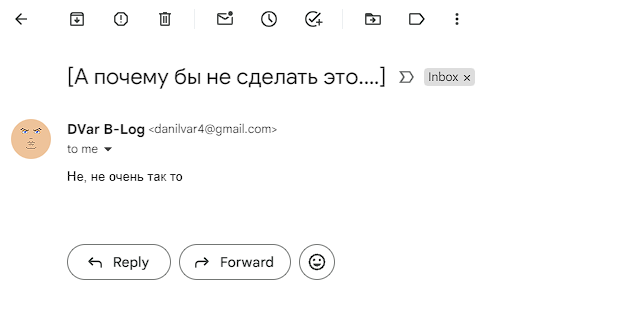 [А почему бы не сделать это....]
Inbox ×
DVar B-Log <danilvar4@gmail.com>
to me
Не, не очень так то
Reply
Forward